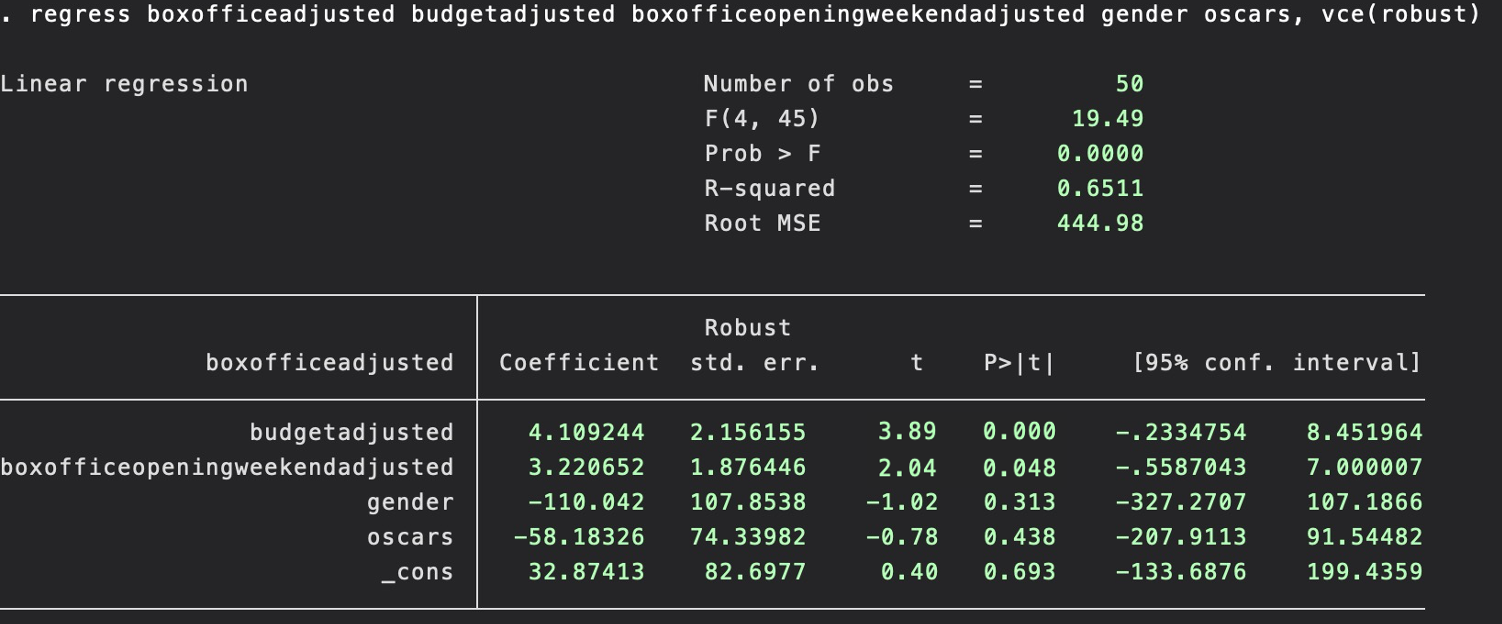 . regress boxofficeadjusted budgetadjusted boxofficeopeningweekendadjusted gender oscars, vce(robust)
Linear regression Number of obs = 50
F(4, 45) = 19.49
Prob > F = 0.0000
R-squared = 0.6511
Root MSE = 444.98
Robust
boxofficeadjusted Coefficient std. err. t P>|t| [95% conf. interval]
budgetadjusted 4.109244 2.156155 3.89 0.000 -.2334754 8.451964
boxofficeopeningweekendadjusted 3.220652 1.876446 2.04 0.048 -.5587043 7.000007
gender -110.042 107.8538 -1.02 0.313 -327.2707 107.1866
oscars -58.18326 74.33982 -0.78 0.438 -207.9113 91.54482
_cons 32.87413 82.6977 0.40 0.693 -133.6876 199.4359